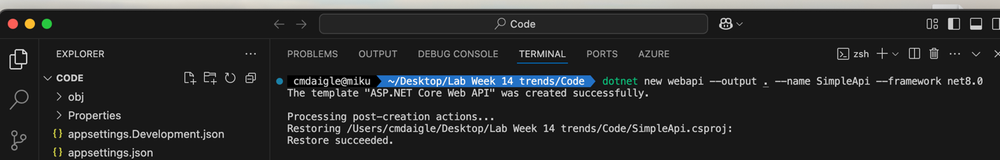 Code
EXPLORER
PROBLEMS OUTPUT DEBUG CONSOLE TERMINAL PORTS AZURE
zsh
CODE
obj
Properties
{} appsettings.Development.json
{} appsettings.json
cmdaigle@miku ~/Desktop/Lab Week 14 trends/Code dotnet new webapi --output . --name SimpleApi --framework net8.0
The template "ASP.NET Core Web API" was created successfully.
Processing post-creation actions...
Restoring /Users/cmdaigle/Desktop/Lab Week 14 trends/Code/SimpleApi.csproj:
Restore succeeded.